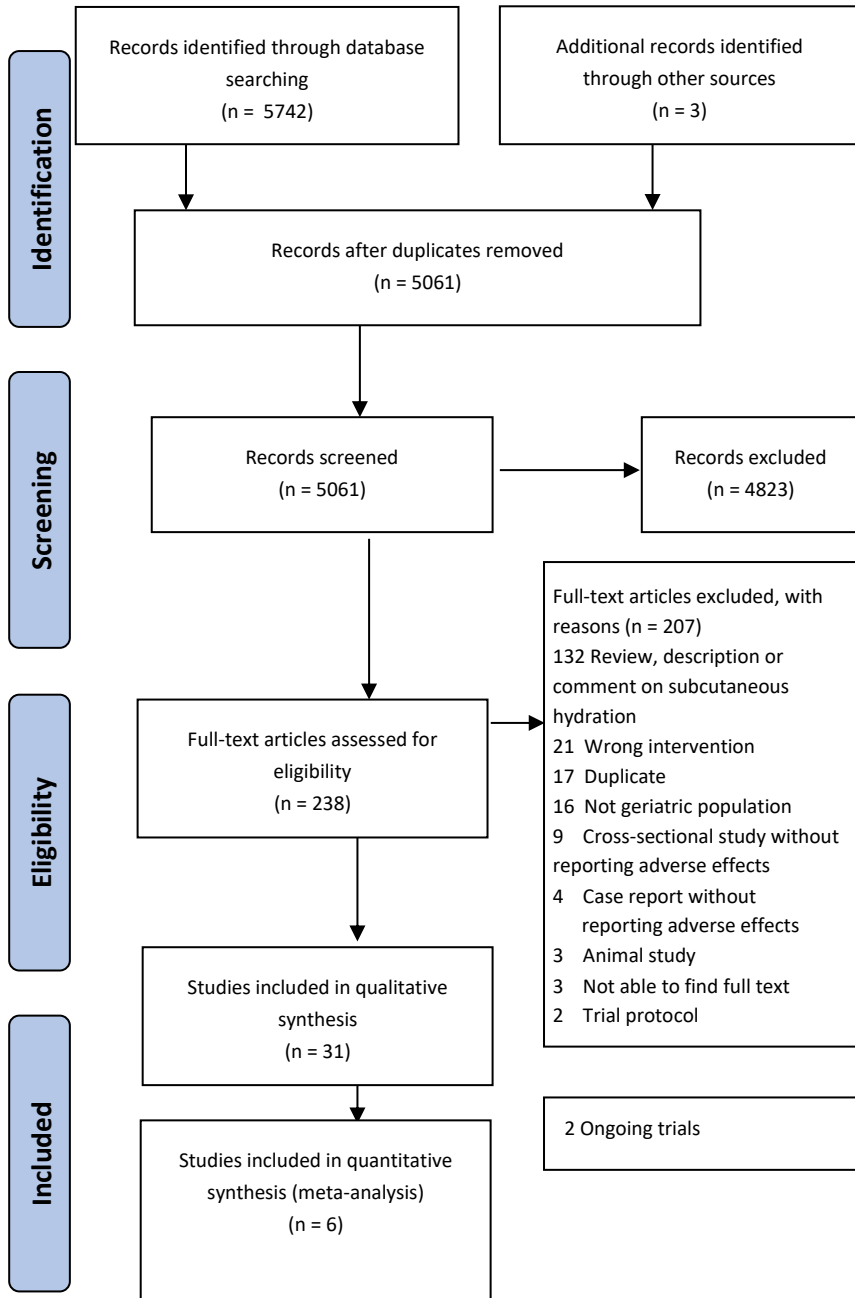 Records identified through database
searching
(n =  5742)
Additional records identified
through other sources
(n = 3)
Identification
Records after duplicates removed
(n = 5061)
Screening
Records screened
(n = 5061)
Records excluded
(n = 4823)
Eligibility
Full-text articles assessed for
eligibility
(n = 238)
Full-text articles excluded, with
reasons (n = 207)
132 Review, description or
comment on subcutaneous
hydration
21  Wrong intervention
17  Duplicate
16  Not geriatric population
9   Cross-sectional study without
reporting adverse effects
4   Case report without
reporting adverse effects
3   Animal study
3   Not able to find full text
2   Trial protocol
Studies included in qualitative
synthesis
(n = 31)
Included
Studies included in quantitative
synthesis (meta-analysis)
(n = 6)
2 Ongoing trials